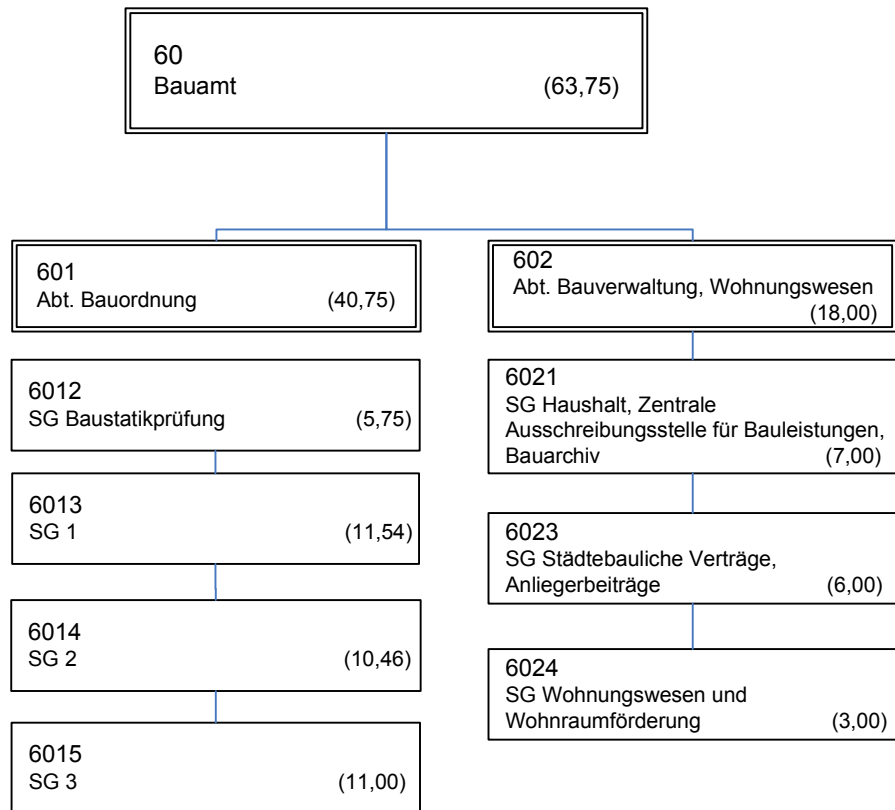 60
Bauamt (63,75)
601
Abt. Bauordnung (40,75)
6012
SG Baustatikprüfung (5,75)
6013
SG 1 (11,54)
6014
SG 2 (10,46)
6015
SG 3 (11,00)
602
Abt. Bauverwaltung, Wohnungswesen
(18,00)
6021
SG Haushalt, Zentrale
Ausschreibungsstelle für Bauleistungen,
Bauarchiv (7,00)
6023
SG Städtebauliche Verträge,
Anliegerbeiträge (6,00)
6024
SG Wohnungswesen und
Wohnraumförderung (3,00)